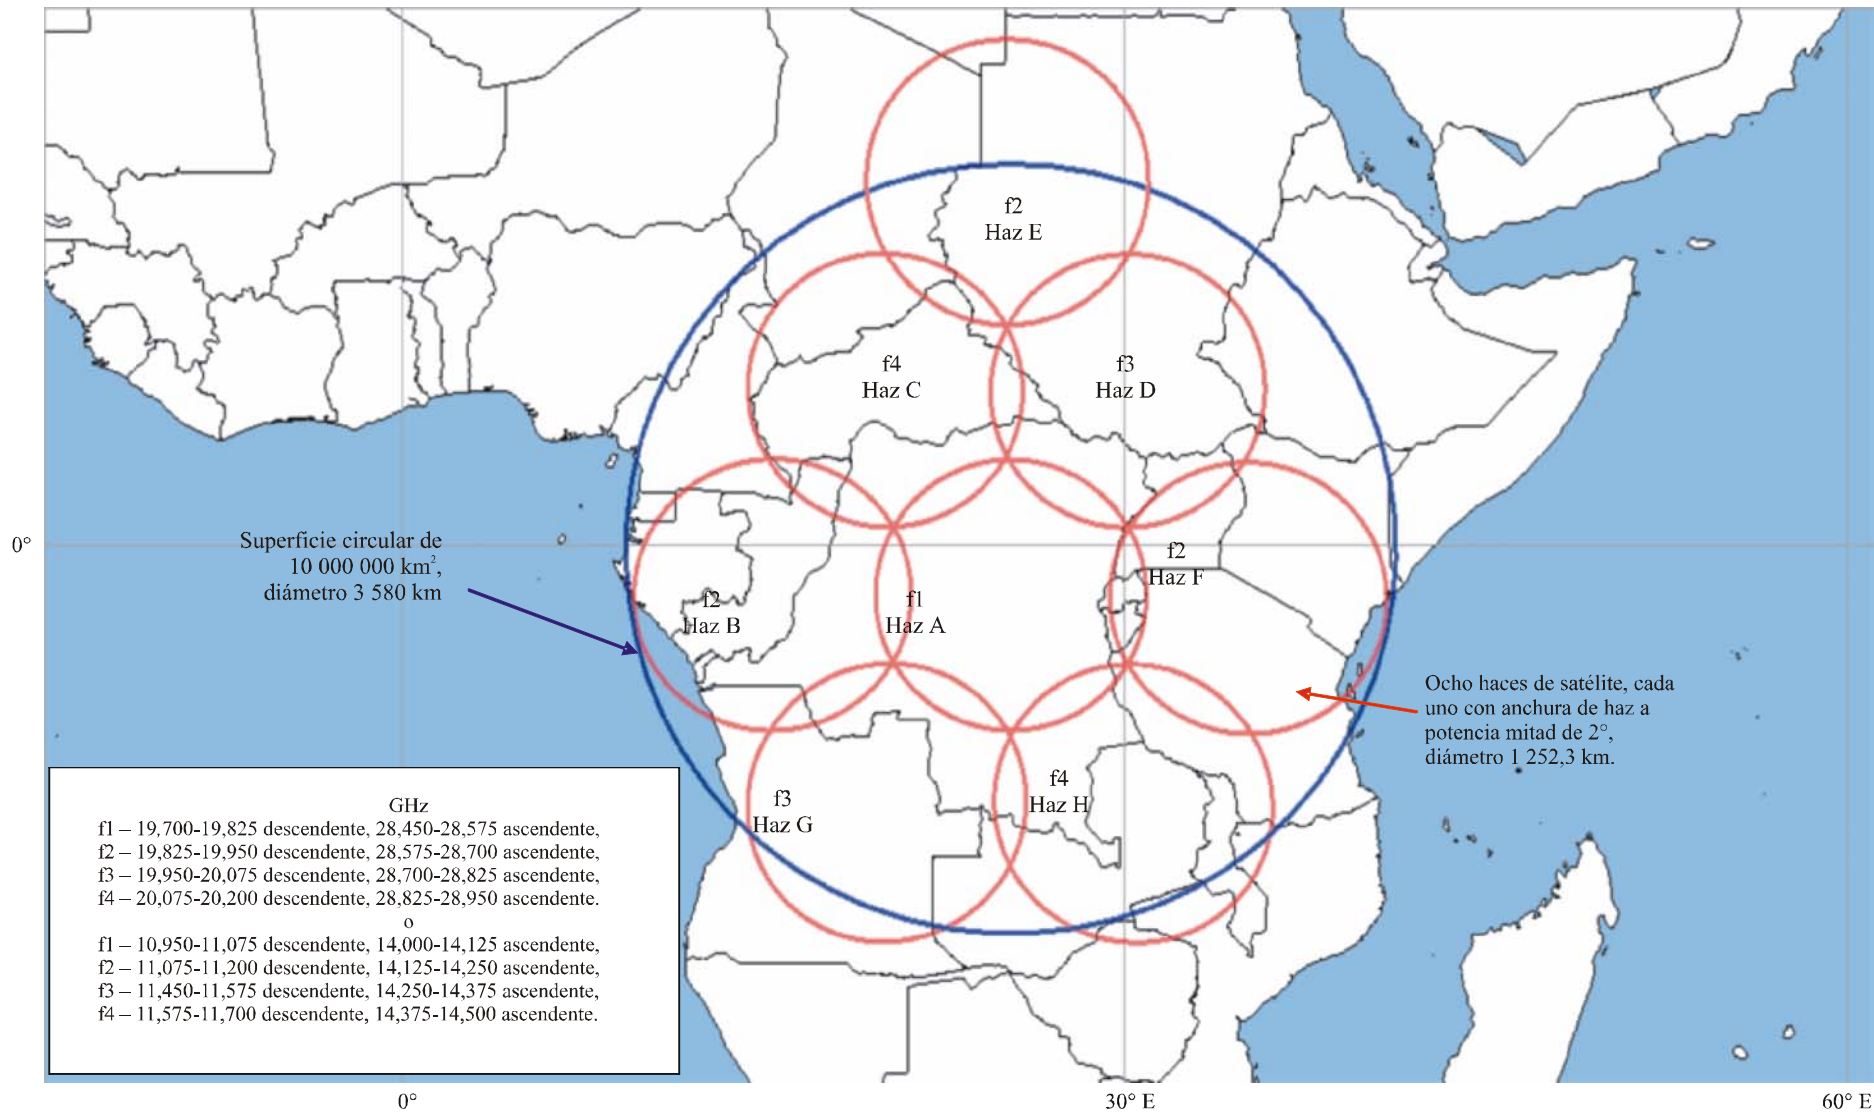 f2
Haz E
f4
Haz C
f3
Haz D
0°
Superficie circular de
10 000 000 km²,
diámetro 3 580 km
f2
Haz F
f2
Haz B
f1
Haz A
Ocho haces de satélite, cada
uno con anchura de haz a
potencia mitad de 2°,
diámetro 1 252,3 km.
f3
Haz G
f4
Haz H
GHz
f1 – 19,700-19,825 descendente, 28,450-28,575 ascendente,
f2 – 19,825-19,950 descendente, 28,575-28,700 ascendente,
f3 – 19,950-20,075 descendente, 28,700-28,825 ascendente,
f4 – 20,075-20,200 descendente, 28,825-28,950 ascendente.
o
f1 – 10,950-11,075 descendente, 14,000-14,125 ascendente,
f2 – 11,075-11,200 descendente, 14,125-14,250 ascendente,
f3 – 11,450-11,575 descendente, 14,250-14,375 ascendente,
f4 – 11,575-11,700 descendente, 14,375-14,500 ascendente.
0°
30° E
60° E